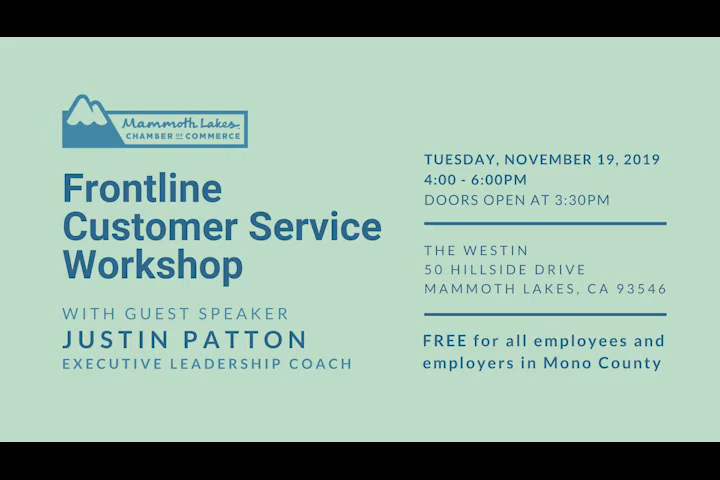 Mammoth Lakes
CHAMBER OF COMMERCE
Frontline
Customer Service
Workshop
WITH GUEST SPEAKER
JUSTIN PATTON
EXECUTIVE LEADERSHIP COACH
TUESDAY, NOVEMBER 19, 2019
4:00 - 6:00PM
DOORS OPEN AT 3:30PM
THE WESTIN
50 HILLSIDE DRIVE
MAMMOTH LAKES, CA 93546
FREE for all employees and
employers in Mono County